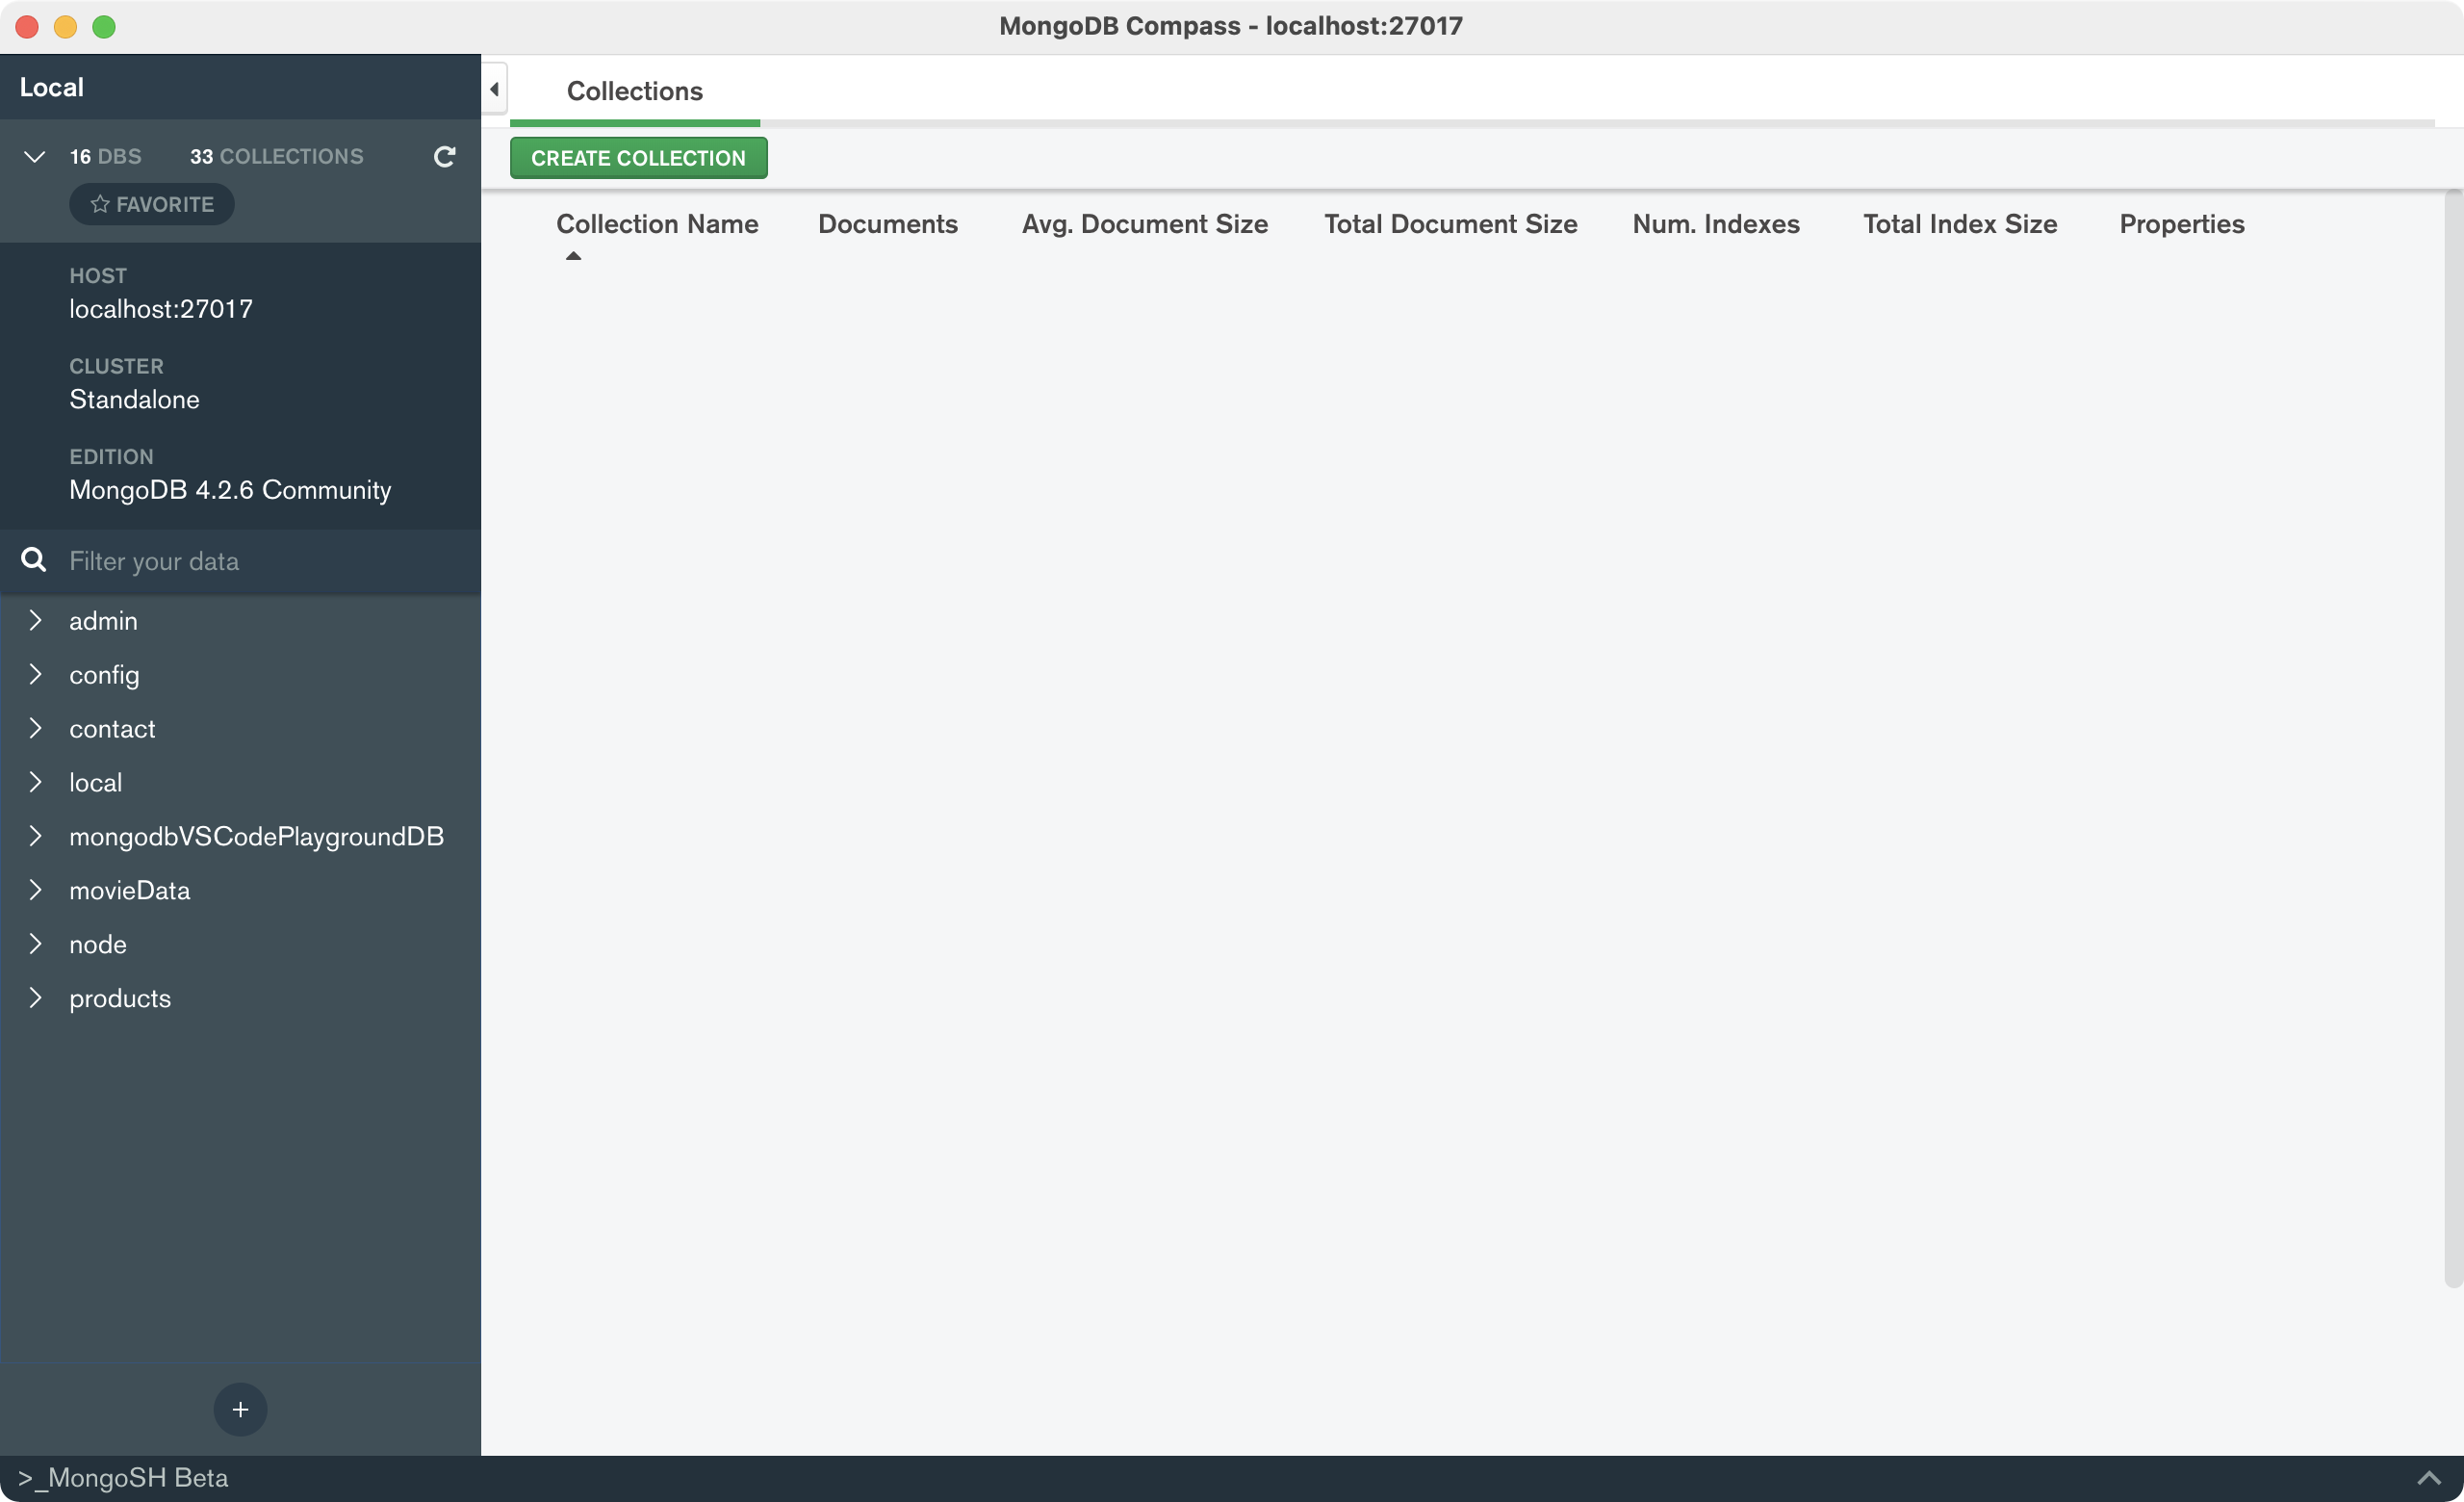 MongoDB Compass - localhost:27017
Local
16 DBS 33 COLLECTIONS
FAVORITE
HOST
localhost:27017
CLUSTER
Standalone
EDITION
MongoDB 4.2.6 Community
Filter your data
admin
config
contact
local
mongodbVSCodePlaygroundDB
movieData
node
products
+
>_MongoSH Beta
Collections
CREATE COLLECTION
Collection Name Documents Avg. Document Size Total Document Size Num. Indexes Total Index Size Properties